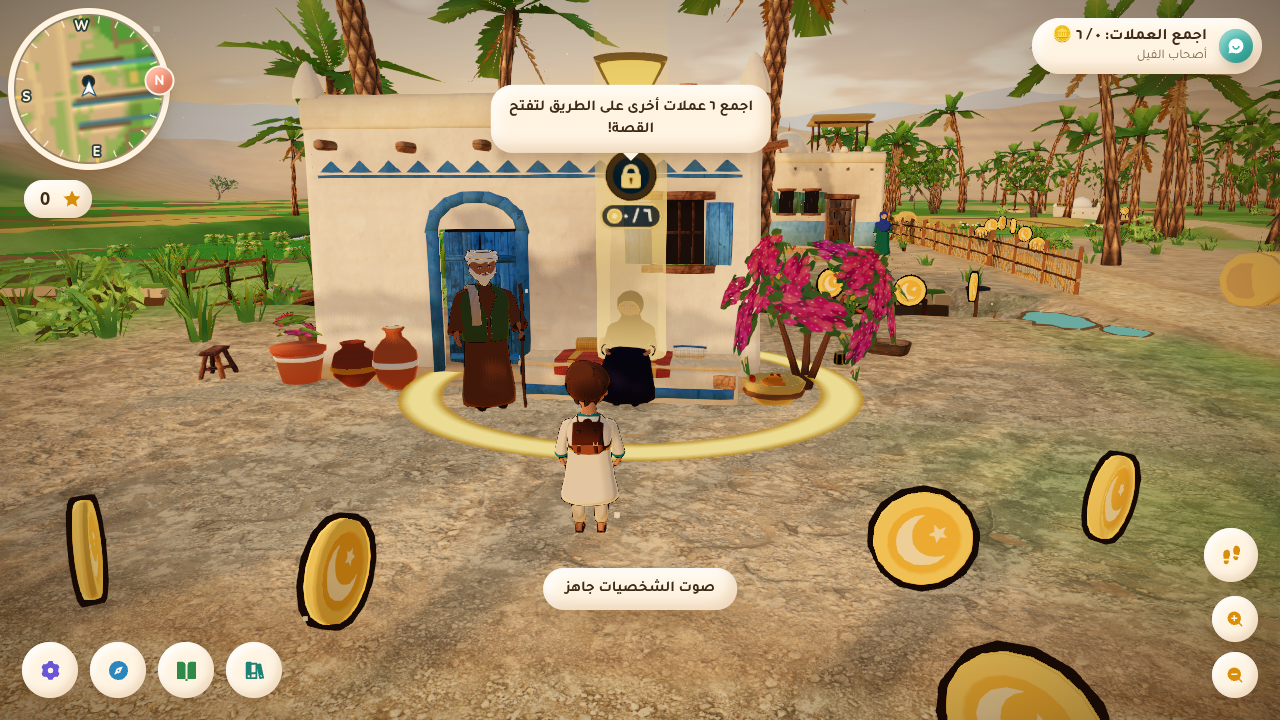 W
N
S
E
0
اجمع العملات: ٠ / ٦
أصحاب الفيل
اجمع ٦ عملات أخرى على الطريق لتفتح
القصة!
٠/٦
صوت الشخصيات جاهز